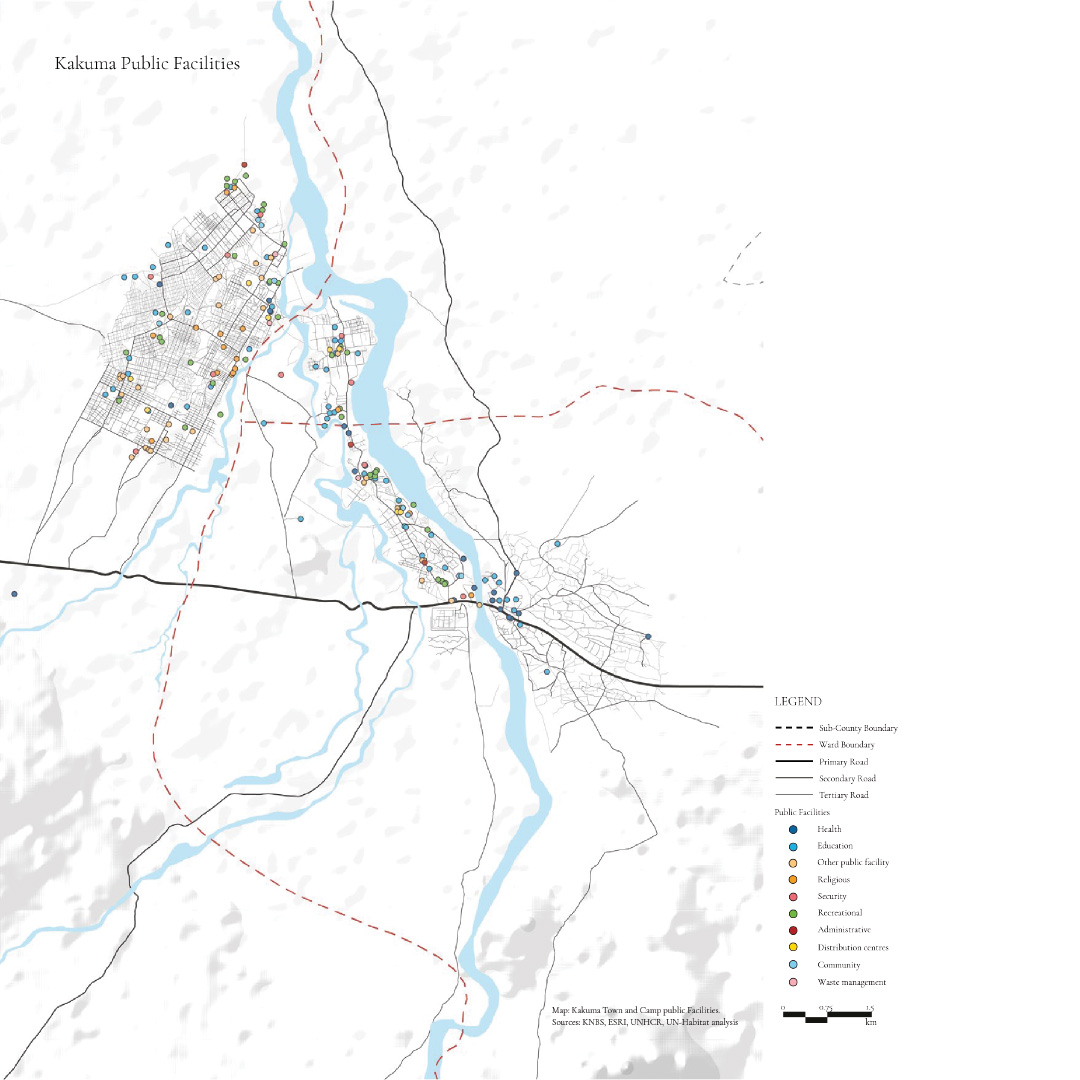 Kakuma Public Facilities
LEGEND
Sub-County Boundary
Ward Boundary
Primary Road
Secondary Road
Tertiary Road
Public Facilities
Health
Education
Other public facility
Religious
Security
Recreational
Administrative
Distribution centres
Community
Waste management
0 0.75 1.5
km
Map: Kakuma Town and Camp public Facilities.
Sources: KNBS, ESRI, UNHCR, UN-Habitat analysis